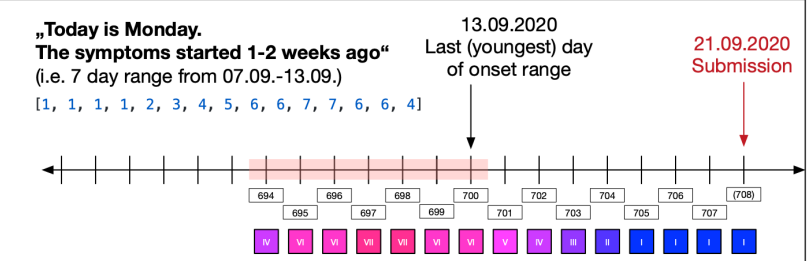 „Today is Monday.
The symptoms started 1-2 weeks ago“
(i.e. 7 day range from 07.09.-13.09.)
[1, 1, 1, 1, 2, 3, 4, 5, 6, 6, 7, 7, 6, 6, 4]
13.09.2020
Last (youngest) day
of onset range
21.09.2020
Submission
694 696 698 700 702 704 706 (708)
695 697 699 701 703 705 707
IV VI VI VII VII VI VI V IV III II I I I I